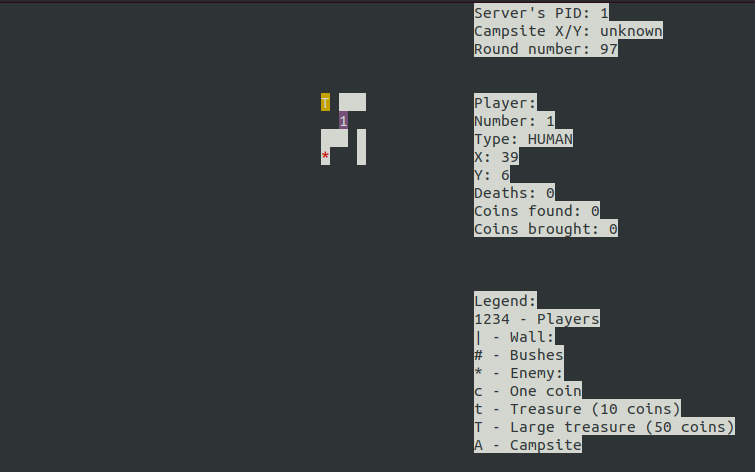 Server's PID: 1
Campsite X/Y: unknown
Round number: 97
T
1
*
Player:
Number: 1
Type: HUMAN
X: 39
Y: 6
Deaths: 0
Coins found: 0
Coins brought: 0
Legend:
1234 - Players
| - Wall:
# - Bushes
* - Enemy:
c - One coin
t - Treasure (10 coins)
T - Large treasure (50 coins)
A - Campsite